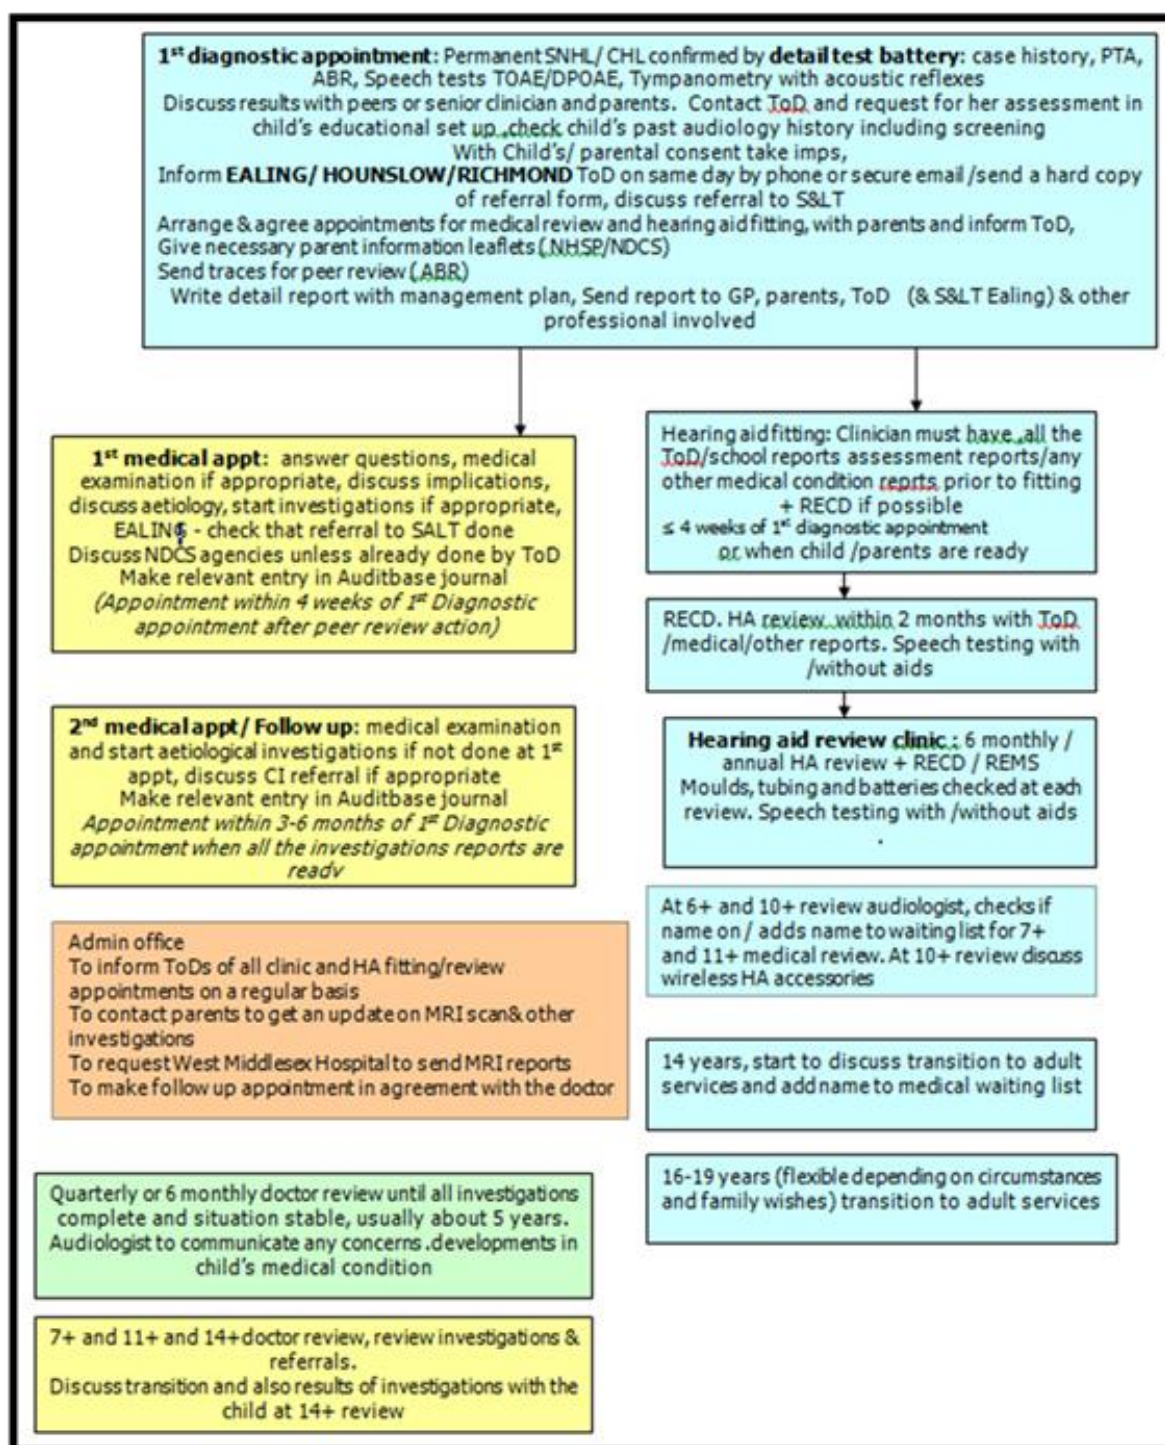 1st diagnostic appointment: Permanent SNHL/ CHL confirmed by detail test battery: case history, PTA,
ABR, Speech tests TOAE/DPOAE, Tympanometry with acoustic reflexes
Discuss results with peers or senior clinician and parents. Contact ToD and request for her assessment in
child's educational set up ,check child's past audiology history including screening
With Child's/ parental consent take imps,
Inform EALING/ HOUNSLOW/RICHMOND ToD on same day by phone or secure email /send a hard copy
of referral form, discuss referral to S&LT
Arrange & agree appointments for medical review and hearing aid fitting, with parents and inform ToD,
Give necessary parent information leaflets (.NHSP/NDCS)
Send traces for peer review (.ABR)
Write detail report with management plan, Send report to GP, parents, ToD (& S&LT Ealing) & other
professional involved
1st medical appt: answer questions, medical
examination if appropriate, discuss implications,
discuss aetiology, start investigations if appropriate,
EALING - check that referral to SALT done
Discuss NDCS agencies unless already done by ToD
Make relevant entry in Auditbase journal
(Appointment within 4 weeks of 1st Diagnostic
appointment after peer review action)
2nd medical appt/ Follow up: medical examination
and start aetiological investigations if not done at 1st
appt, discuss CI referral if appropriate
Make relevant entry in Auditbase journal
Appointment within 3-6 months of 1st Diagnostic
appointment when all the investigations reports are
ready
Admin office
To inform ToDs of all clinic and HA fitting/review
appointments on a regular basis
To contact parents to get an update on MRI scan& other
investigations
To request West Middlesex Hospital to send MRI reports
To make follow up appointment in agreement with the doctor
Quarterly or 6 monthly doctor review until all investigations
complete and situation stable, usually about 5 years.
Audiologist to communicate any concerns .developments in
child's medical condition
7+ and 11+ and 14+doctor review, review investigations &
referrals.
Discuss transition and also results of investigations with the
child at 14+ review
Hearing aid fitting: Clinician must have ,all the
ToD/school reports assessment reports/any
other medical condition reprts prior to fitting
+ RECD if possible
≤ 4 weeks of 1st diagnostic appointment
or when child /parents are ready
RECD. HA review within 2 months with ToD
/medical/other reports. Speech testing with
/without aids
Hearing aid review clinic : 6 monthly /
annual HA review + RECD / REMS
Moulds, tubing and batteries checked at each
review. Speech testing with /without aids
.
At 6+ and 10+ review audiologist, checks if
name on / adds name to waiting list for 7+
and 11+ medical review. At 10+ review discuss
wireless HA accessories
14 years, start to discuss transition to adult
services and add name to medical waiting list
16-19 years (flexible depending on circumstances
and family wishes) transition to adult services